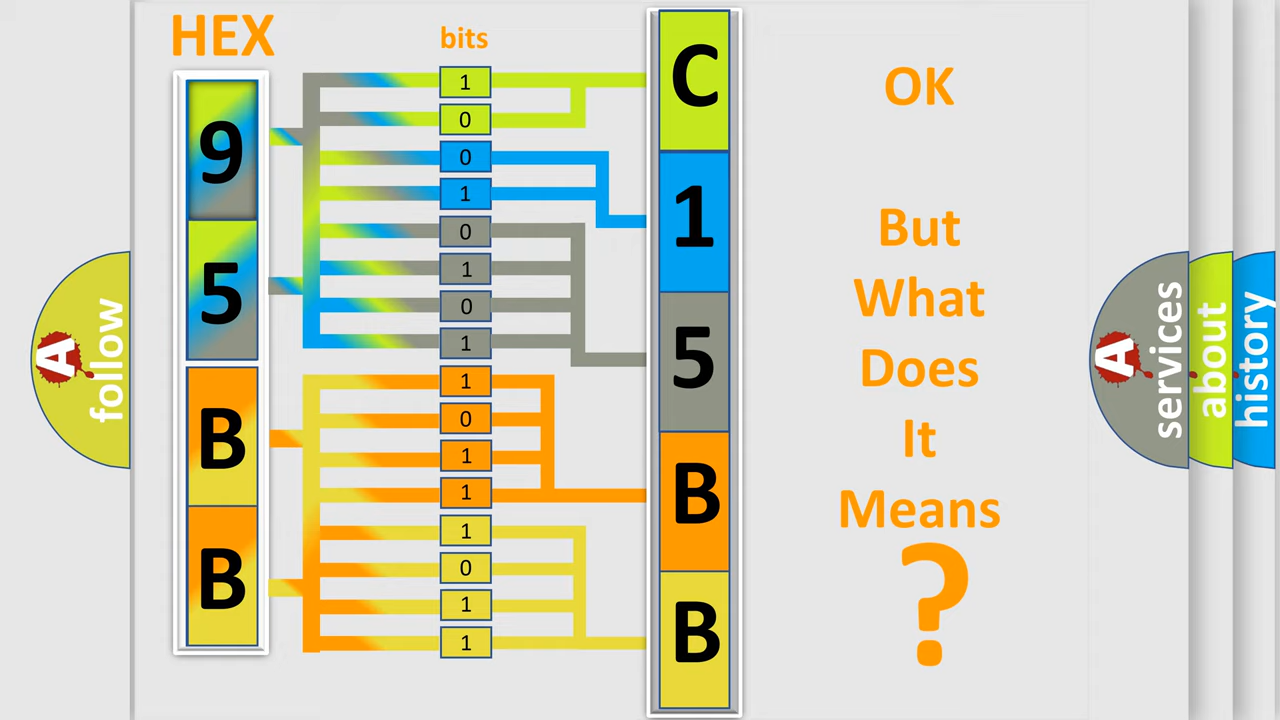 HEX
bits
9
5
B
B
1
0
0
1
0
1
0
1
1
0
1
1
1
0
1
1
C
1
5
B
B
OK
But
What
Does
It
Means
?
A
follow
A
services
about
history